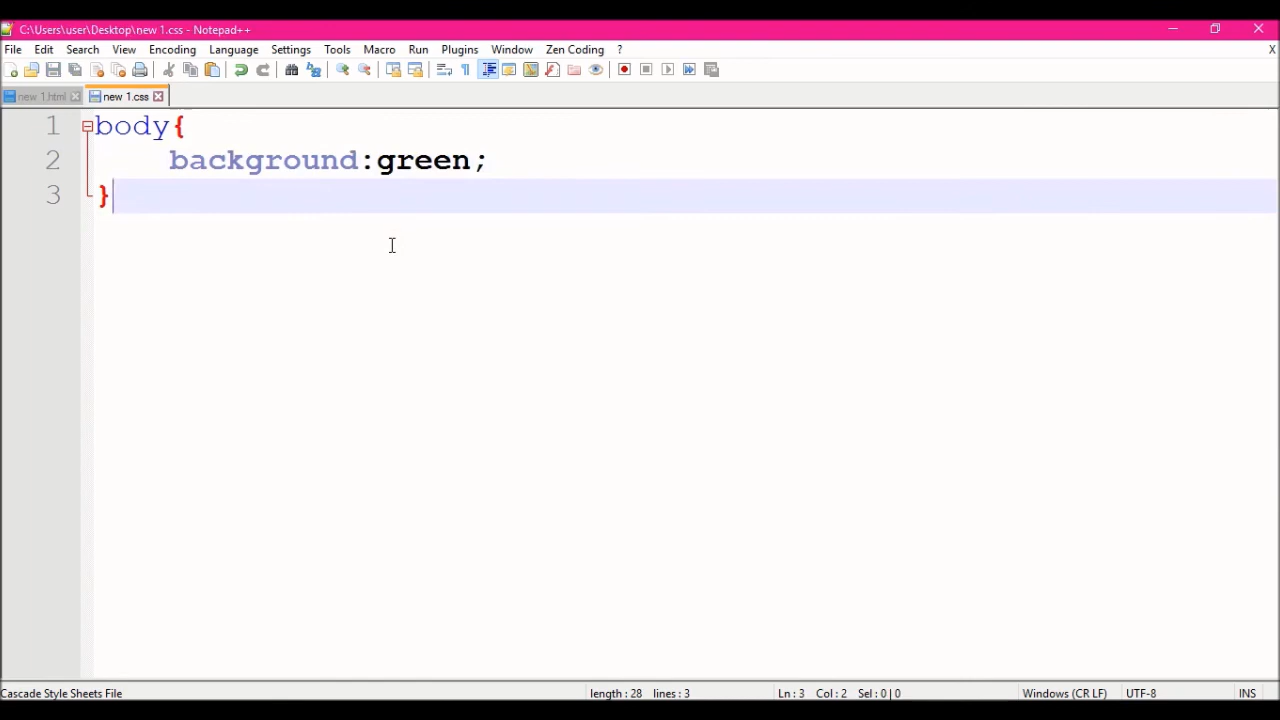 C:\Users\user\Desktop\new 1.css - Notepad++
File Edit Search View Encoding Language Settings Tools Macro Run Plugins Window Zen Coding ? X
new 1.html new 1.css
1 body{
2 background:green;
3 }
Cascade Style Sheets File length : 28 lines : 3 Ln : 3 Col : 2 Sel : 0 | 0 Windows (CR LF) UTF-8 INS